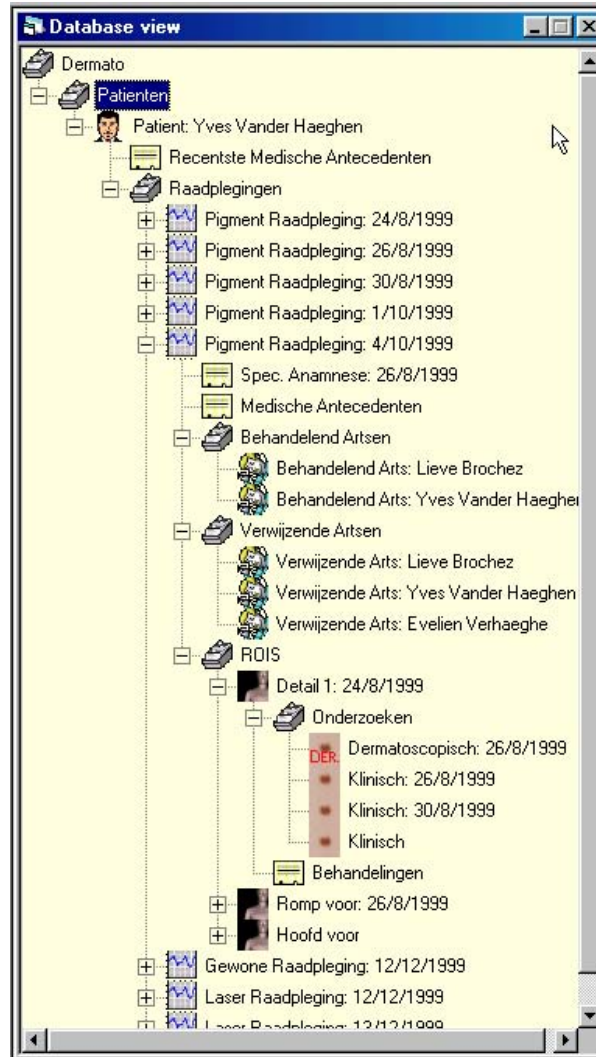 Database view
Dermato
Patienten
Patient: Yves Vander Haeghen
Recentste Medische Antecedenten
Raadplegingen
Pigment Raadpleging: 24/8/1999
Pigment Raadpleging: 26/8/1999
Pigment Raadpleging: 30/8/1999
Pigment Raadpleging: 1/10/1999
Pigment Raadpleging: 4/10/1999
Spec. Anamnese: 26/8/1999
Medische Antecedenten
Behandelend Artsen
Behandelend Arts: Lieve Brochez
Behandelend Arts: Yves Vander Haeghen
Verwijzende Artsen
Verwijzende Arts: Lieve Brochez
Verwijzende Arts: Yves Vander Haeghen
Verwijzende Arts: Evelien Verhaeghe
ROIS
Detail 1: 24/8/1999
Onderzoeken
DER. Dermatoscopisch: 26/8/1999
Klinisch: 26/8/1999
Klinisch: 30/8/1999
Klinisch
Behandelingen
Romp voor: 26/8/1999
Hoofd voor
Gewone Raadpleging: 12/12/1999
Laser Raadpleging: 12/12/1999
Laser Raadpleging: 13/12/1999